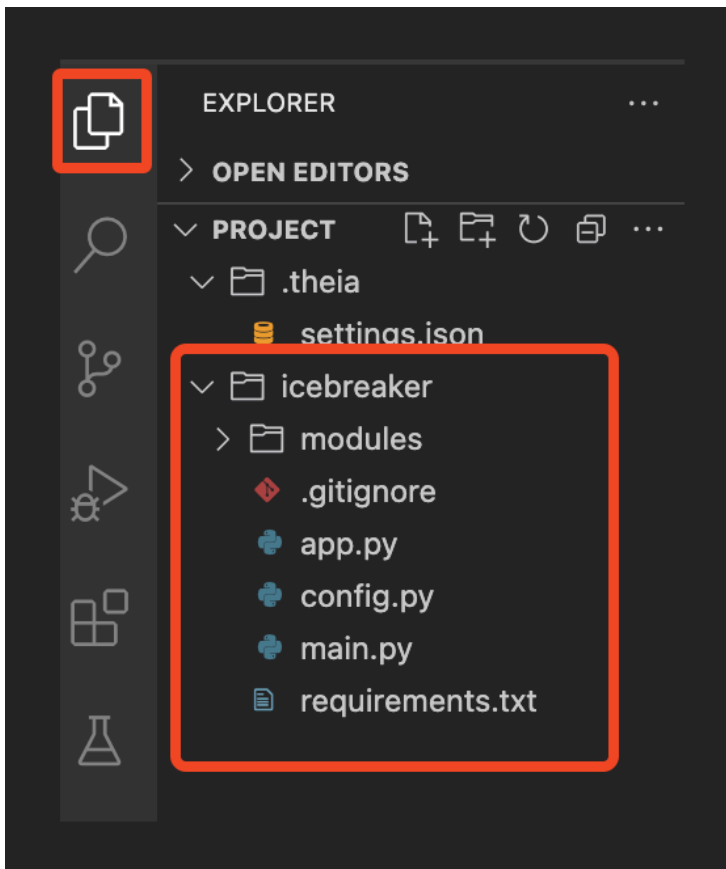 EXPLORER
OPEN EDITORS
PROJECT
.theia
settings.json
icebreaker
modules
.gitignore
app.py
config.py
main.py
requirements.txt